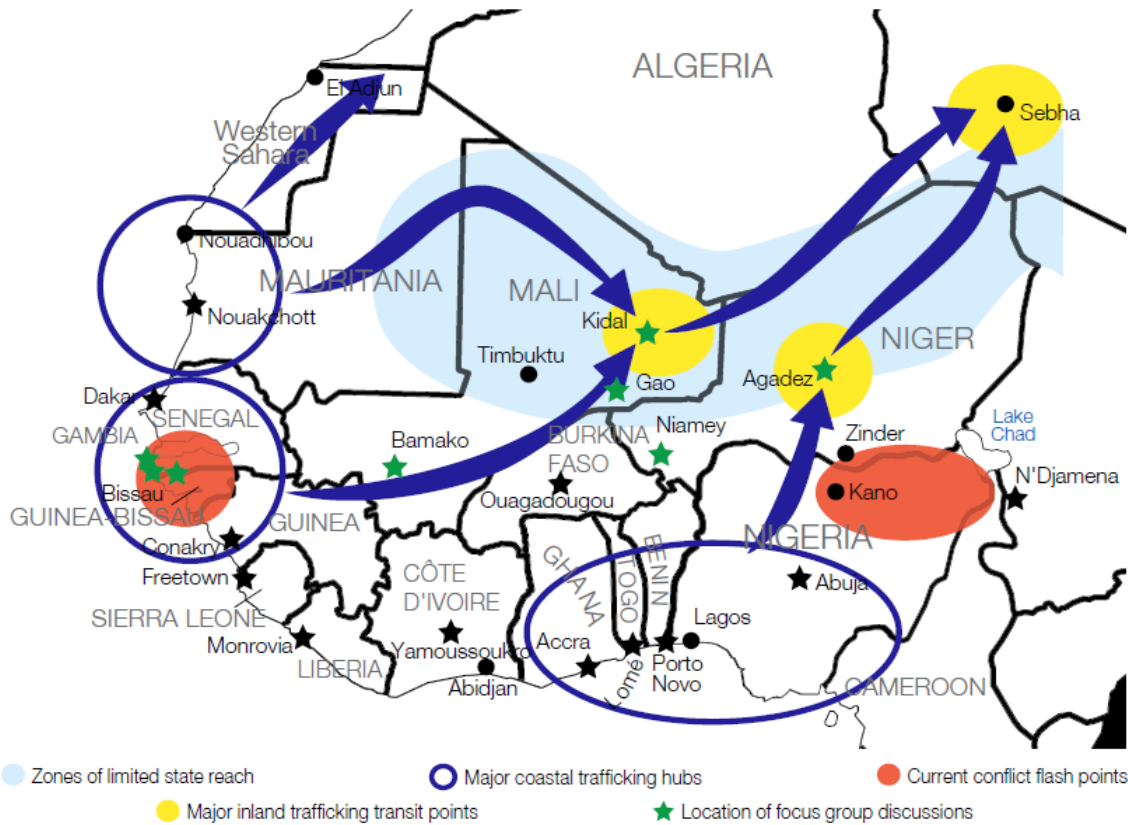 ALGERIA
El Adjun
Sebha
Western
Sahara
Nouadhibou
MAURITANIA
MALI
Nouakchott
Kidal
NIGER
Timbuktu
Agadez
Gao
Dakar
SENEGAL
GAMBIA
Bamako
BURKINA
FASO
Niamey
Zinder
Lake
Chad
N'Djamena
Bissau
Ouagadougou
Kano
GUINEA-BISSAU
GUINEA
NIGERIA
Conakry
Freetown
CÔTE
D'IVOIRE
GHANA
TOGO
BENIN
Abuja
SIERRA LEONE
Monrovia
Yamoussoukro
Accra
Lagos
LIBERIA
Abidjan
Lomé
Porto
Novo
CAMEROON
Zones of limited state reach
Major coastal trafficking hubs
Current conflict flash points
Major inland trafficking transit points
Location of focus group discussions